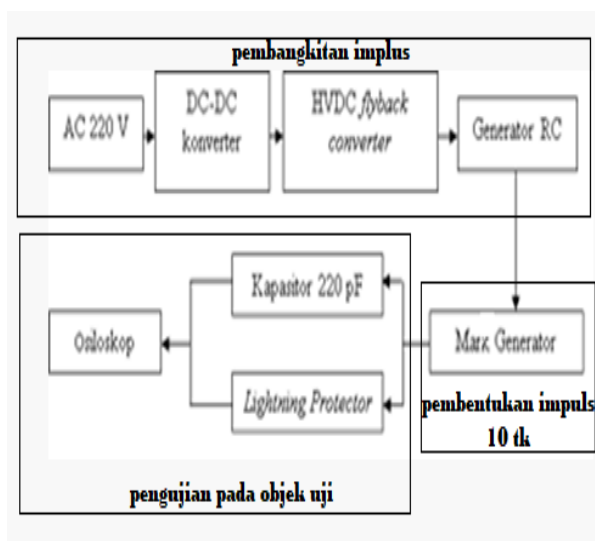 pembangkitan implus
AC 220 V
DC-DC
konverter
HVDC flyback
converter
Generator RC
Kapasitor 220 pF
Osiloskop
Lightning Protector
Marx Generator
pembentukan impuls
10 tk
pengujian pada objek uji